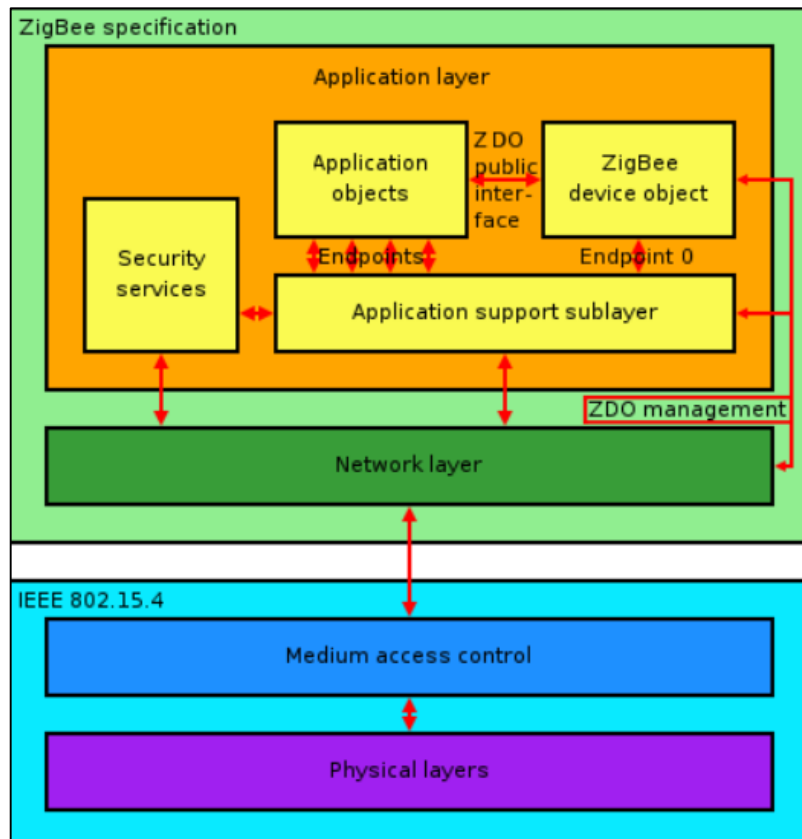 ZigBee specification
Application layer
Application
objects
Z DO
public
inter-
face
ZigBee
device object
Security
services
Endpoints
Endpoint 0
Application support sublayer
ZDO management
Network layer
IEEE 802.15.4
Medium access control
Physical layers